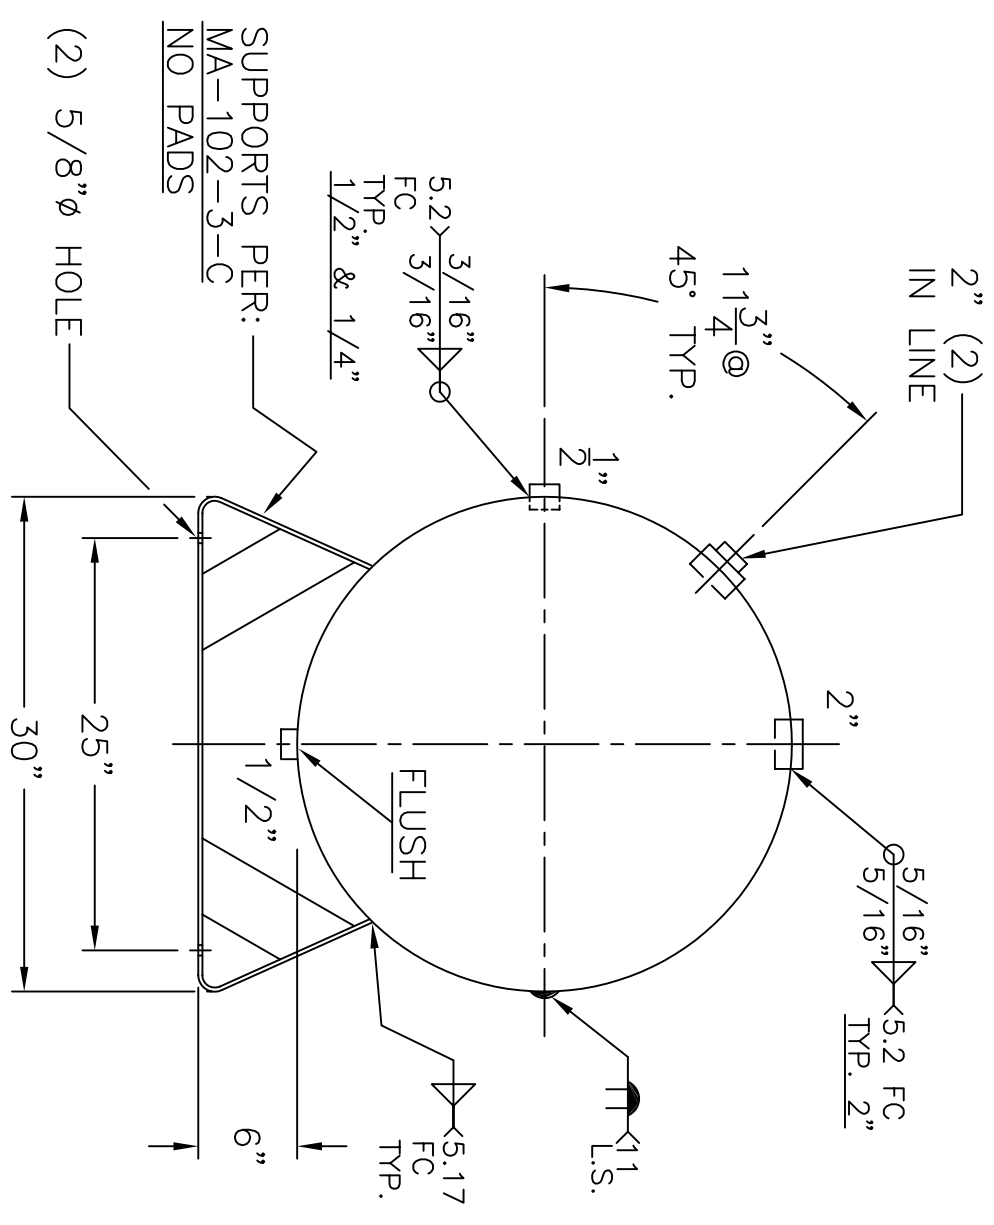 2" (2)
IN LINE
11 3/4" @
45° TYP.
5.2
FC
TYP.
1/2" & 1/4"
3/16"
3/16"
1/2"
2"
5/16"
5/16"
5.2 FC
TYP. 2"
SUPPORTS PER:
MA-102-3-C
NO PADS
(2) 5/8"ø HOLE
FLUSH
1/2"
11
L.S.
5.17
FC
TYP.
6"
25"
30"